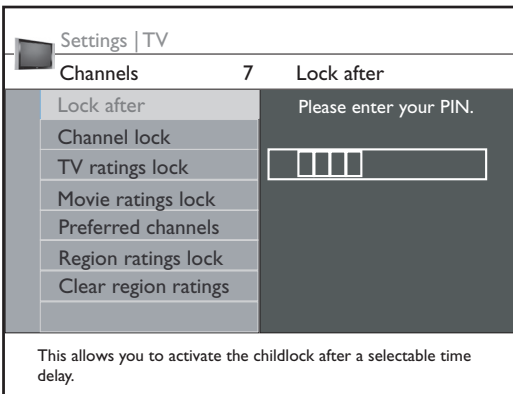 Settings | TV
Channels 7 Lock after
Lock after
Please enter your PIN.
Channel lock
TV ratings lock
Movie ratings lock
Preferred channels
Region ratings lock
Clear region ratings
This allows you to activate the childlock after a selectable time
delay.